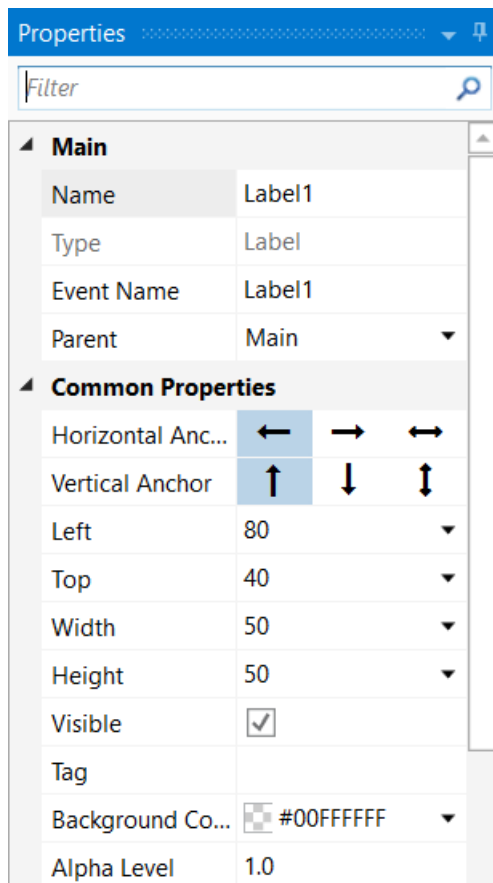 Properties
Filter
Main
Name Label1
Type Label
Event Name Label1
Parent Main
Common Properties
Horizontal Anc...
Vertical Anchor
Left 80
Top 40
Width 50
Height 50
Visible
Tag
Background Co... #00FFFFFF
Alpha Level 1.0